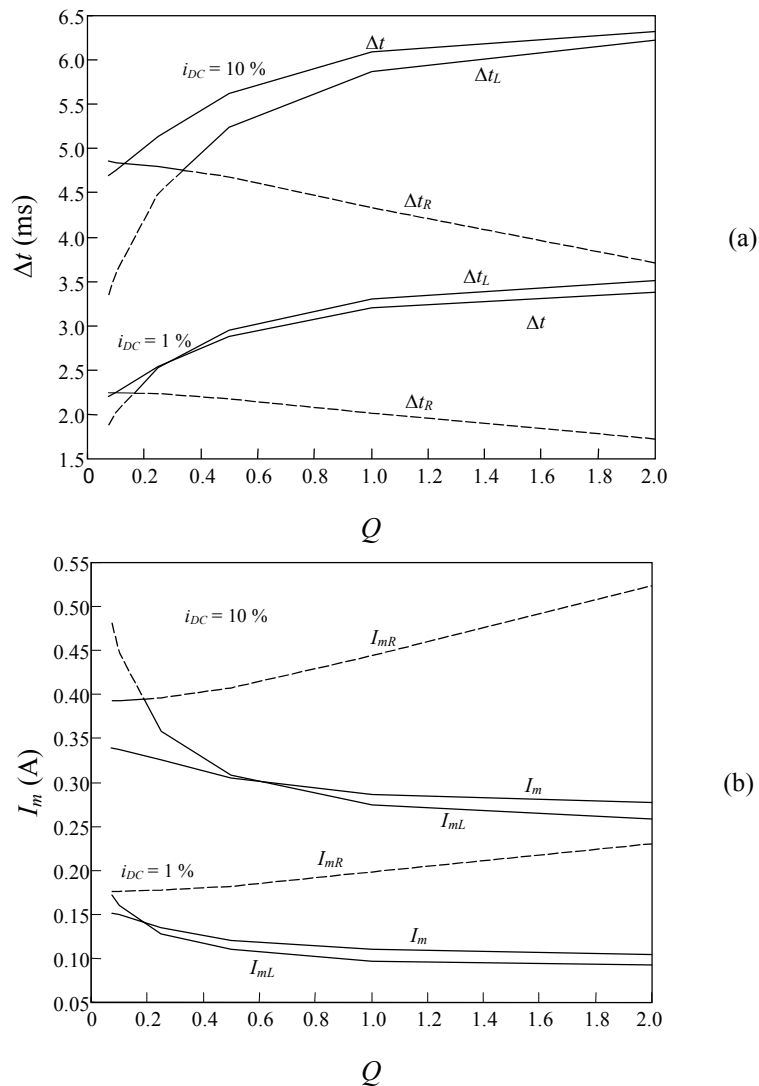 6.5
6.0
5.5
5.0
4.5
4.0
3.5
3.0
2.5
2.0
1.5
Δt (ms)
i_DC = 10 %
Δt
Δt_L
Δt_R
Δt_L
i_DC = 1 %
Δt
Δt_R
0 0.2 0.4 0.6 0.8 1.0 1.2 1.4 1.6 1.8 2.0
Q
(a)
0.55
0.50
0.45
0.40
0.35
0.30
0.25
0.20
0.15
0.10
0.05
I_m (A)
i_DC = 10 %
I_mR
I_m
I_mL
I_mR
i_DC = 1 %
I_m
I_mL
0 0.2 0.4 0.6 0.8 1.0 1.2 1.4 1.6 1.8 2.0
Q
(b)